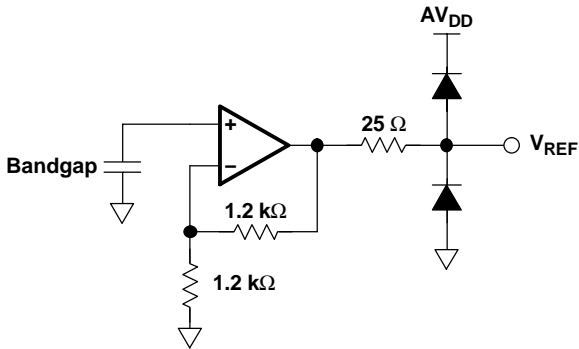 AVDD
25 Ω
VREF
+
−
Bandgap
1.2 kΩ
1.2 kΩ